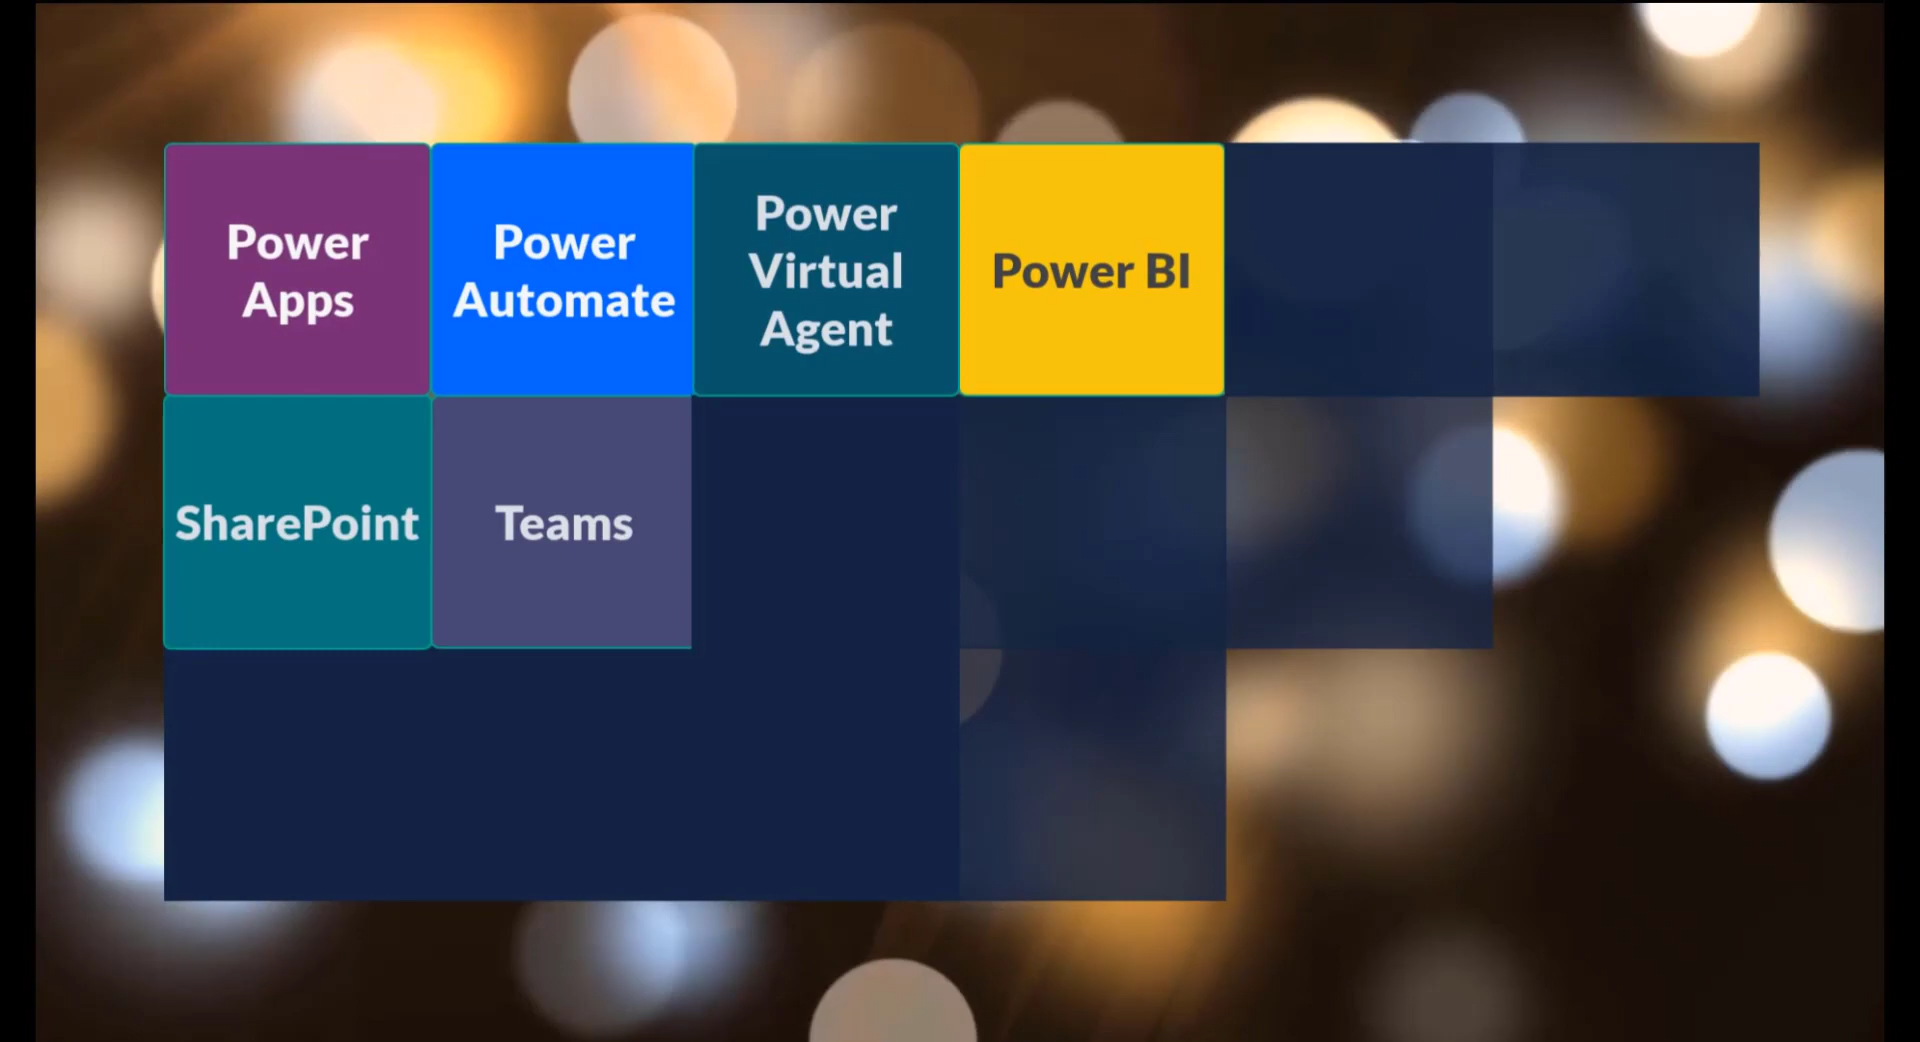 Power
Apps
Power
Automate
Power
Virtual
Agent
Power BI
SharePoint
Teams